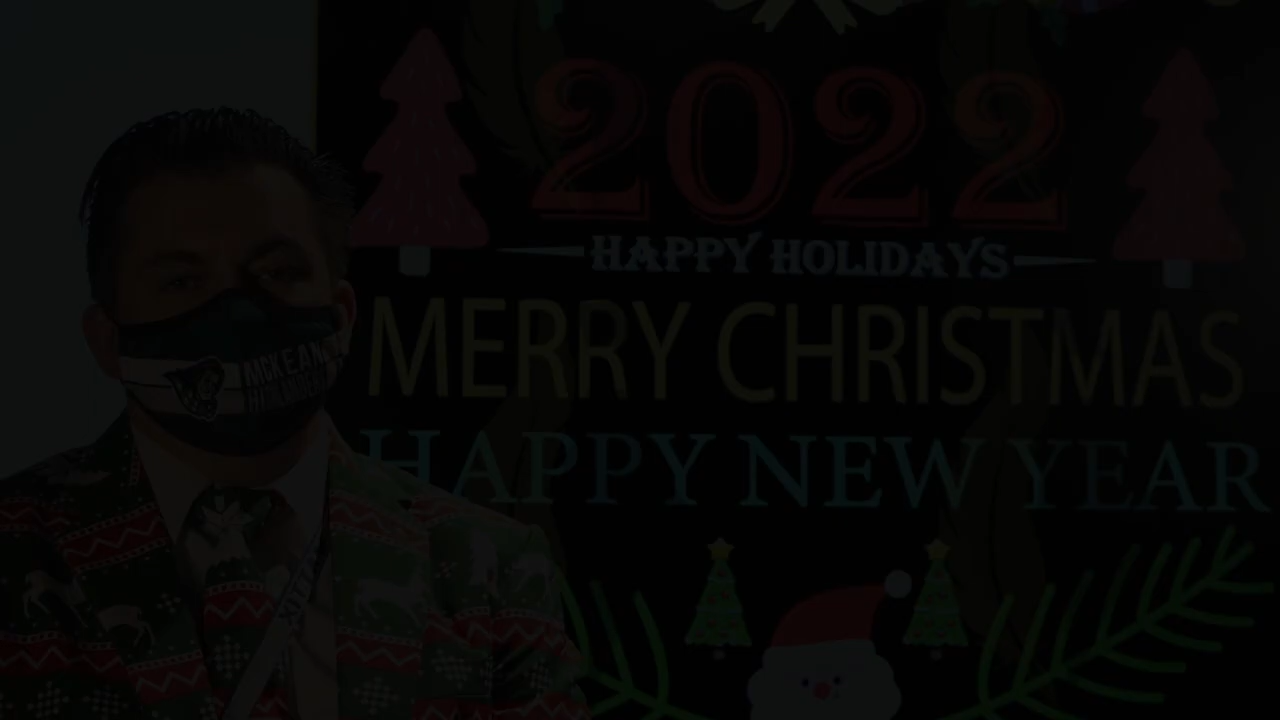 2022
HAPPY HOLIDAYS
MERRY CHRISTMAS
HAPPY NEW YEAR
MCKEAN